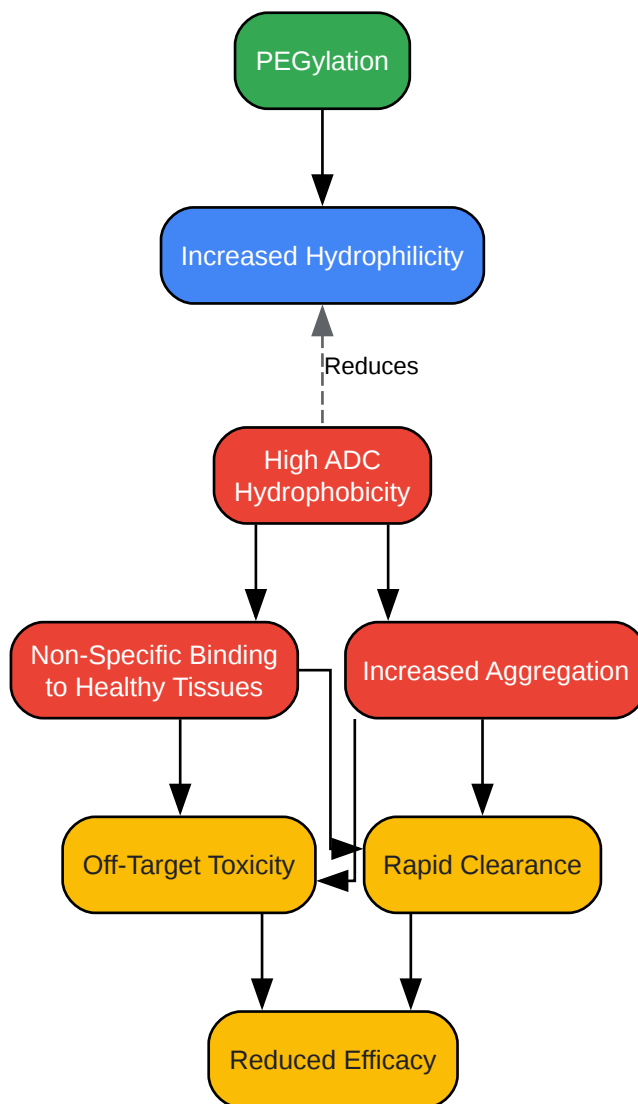 PEGylation
Increased Hydrophilicity
Reduces
High ADC
Hydrophobicity
Non-Specific Binding
to Healthy Tissues
Increased Aggregation
Off-Target Toxicity
Rapid Clearance
Reduced Efficacy